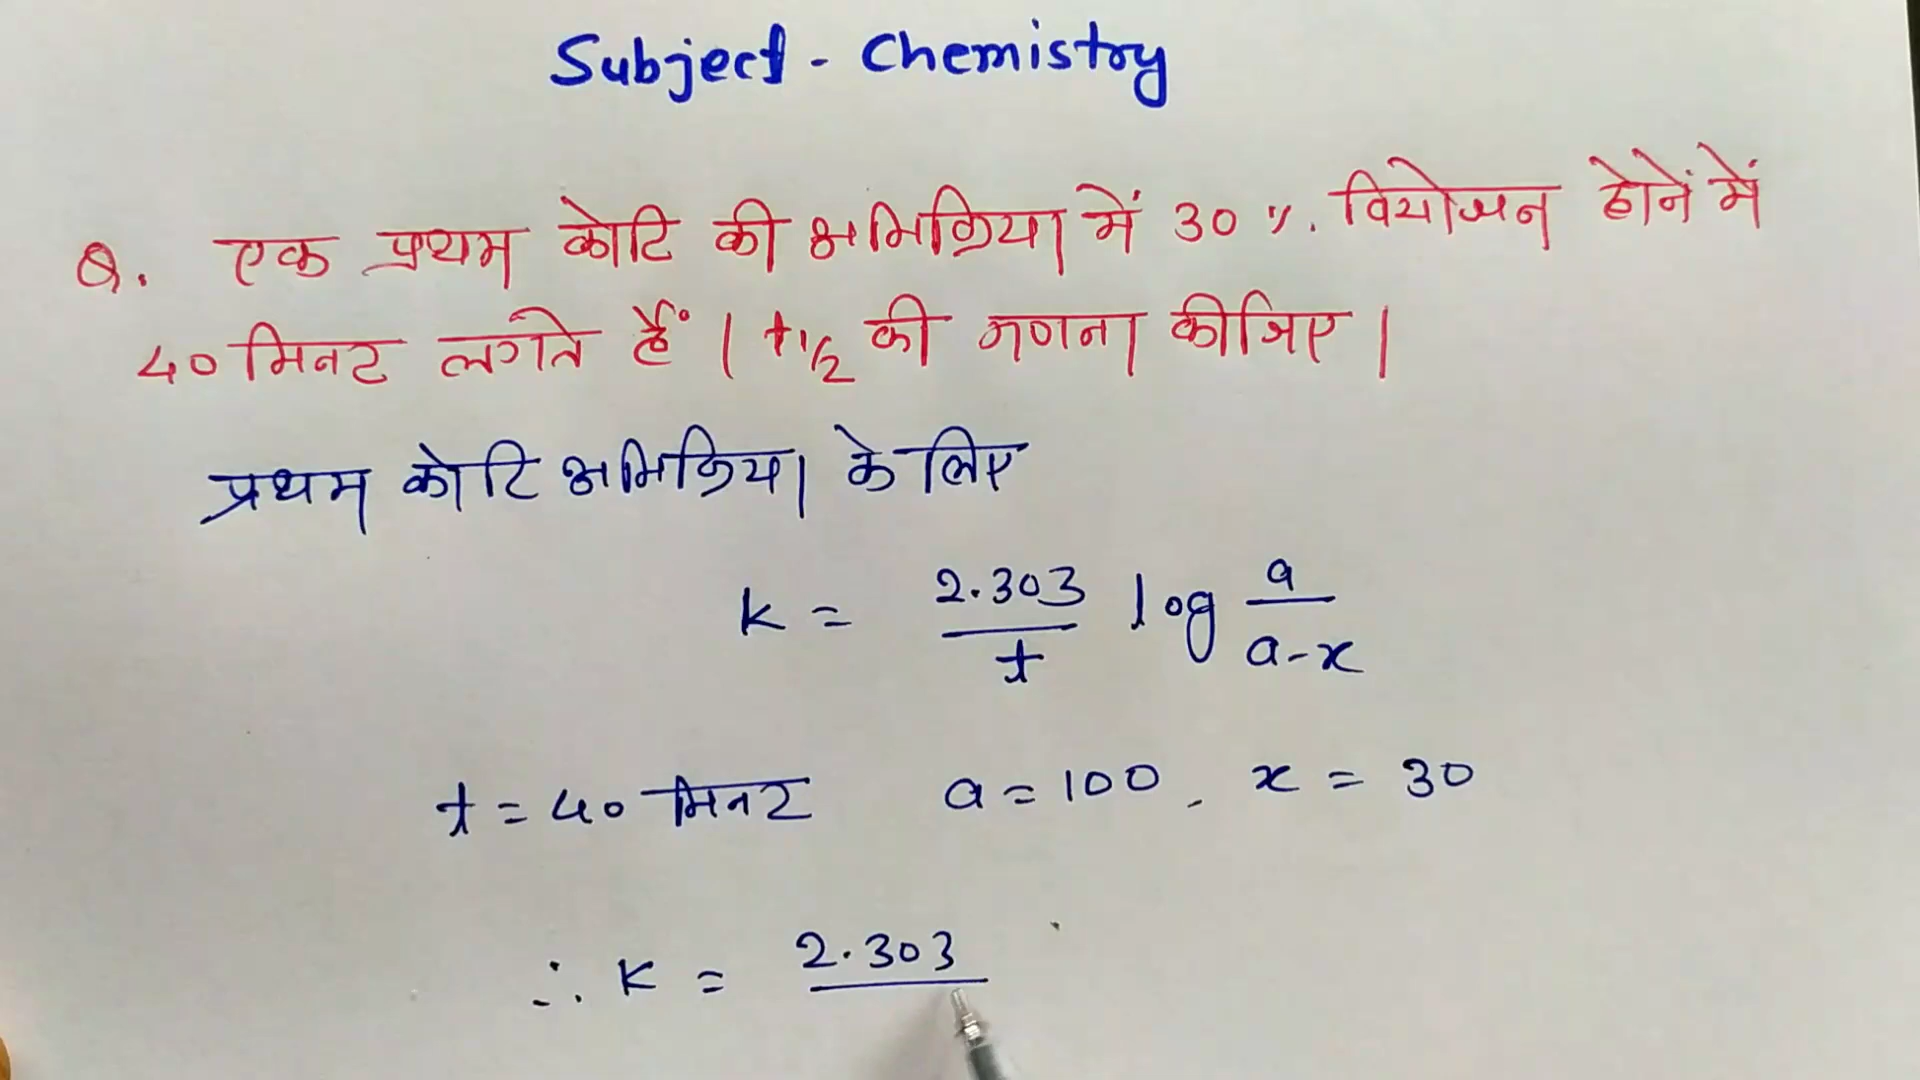 Subject - Chemistry
Q. एक प्रथम कोटि की अभिक्रिया में 30 %. वियोजन होनें में
40 मिनट लगते हैं । t1/2 की गणना कीजिए ।
प्रथम कोटि अभिक्रिया के लिए
K = 2.303/t log a/a-x
t = 40 मिनट a = 100 , x = 30
∴ K = 2.303